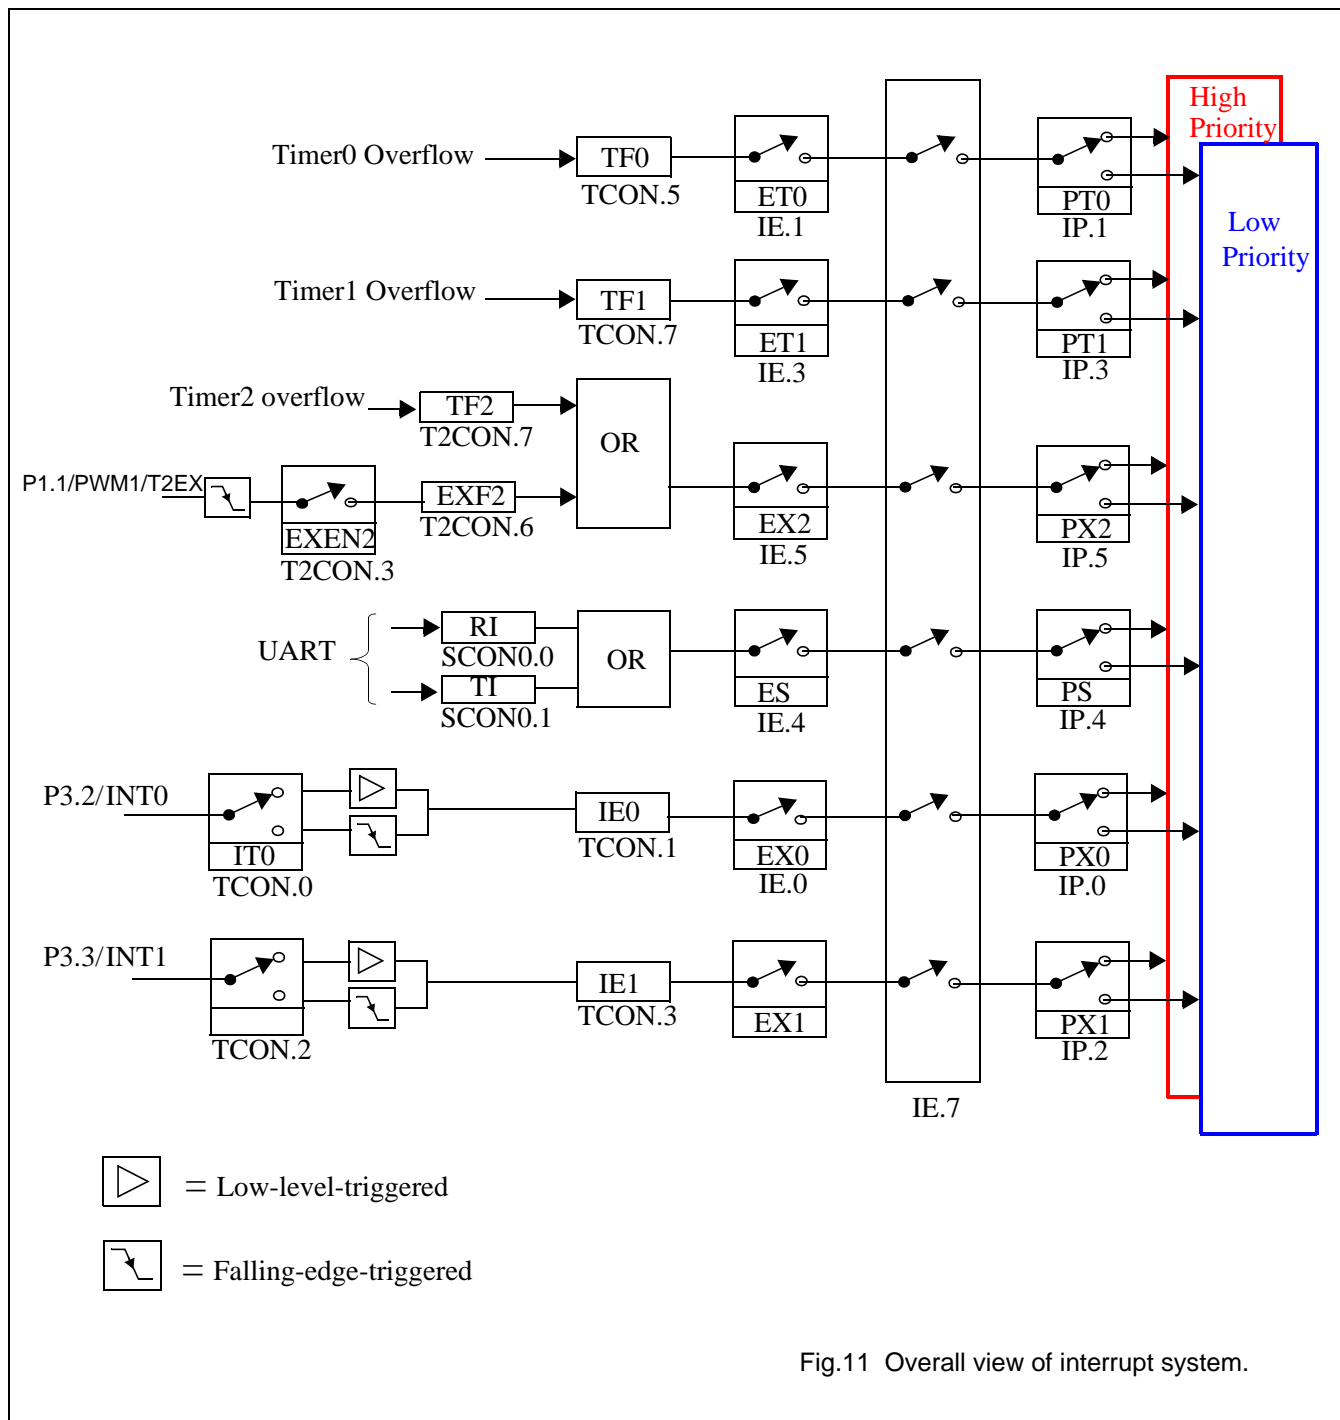 High
Priority
Low
Priority
Timer0 Overflow
TF0
TCON.5
ET0
IE.1
PT0
IP.1
Timer1 Overflow
TF1
TCON.7
ET1
IE.3
PT1
IP.3
Timer2 overflow
TF2
T2CON.7
OR
P1.1/PWM1/T2EX
EXEN2
T2CON.3
EXF2
T2CON.6
EX2
IE.5
PX2
IP.5
UART
RI
SCON0.0
TI
SCON0.1
OR
ES
IE.4
PS
IP.4
P3.2/INT0
IT0
TCON.0
IE0
TCON.1
EX0
IE.0
PX0
IP.0
P3.3/INT1
TCON.2
IE1
TCON.3
EX1
PX1
IP.2
IE.7
= Low-level-triggered
= Falling-edge-triggered
Fig.11 Overall view of interrupt system.